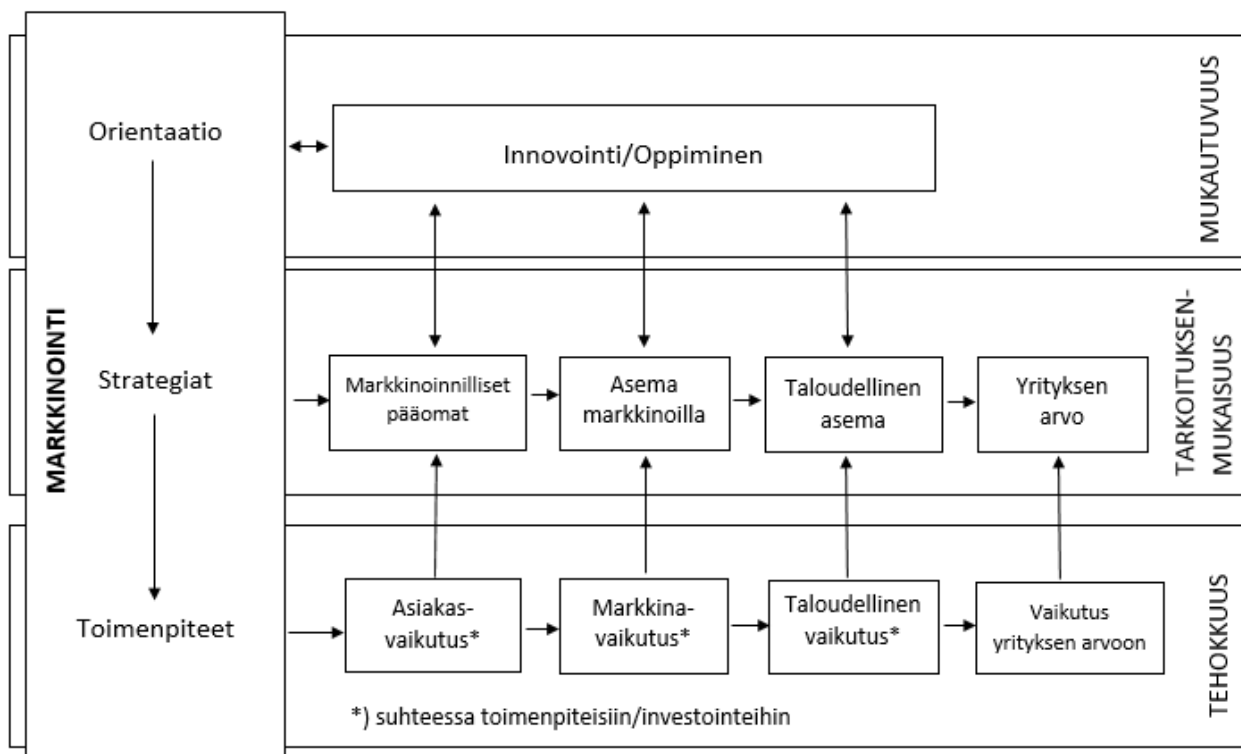 Orientaatio
Innovointi/Oppiminen
MUKAUTUVUUS
MARKKINOINTI
Strategiat
Markkinoinnilliset
pääomat
Asema
markkinoilla
Taloudellinen
asema
Yrityksen
arvo
TARKOITUKSEN-
MUKAISUUS
Toimenpiteet
Asiakas-
vaikutus*
Markkina-
vaikutus*
Taloudellinen
vaikutus*
Vaikutus
yrityksen arvoon
TEHOKKUUS
*) suhteessa toimenpiteisiin/investointeihin